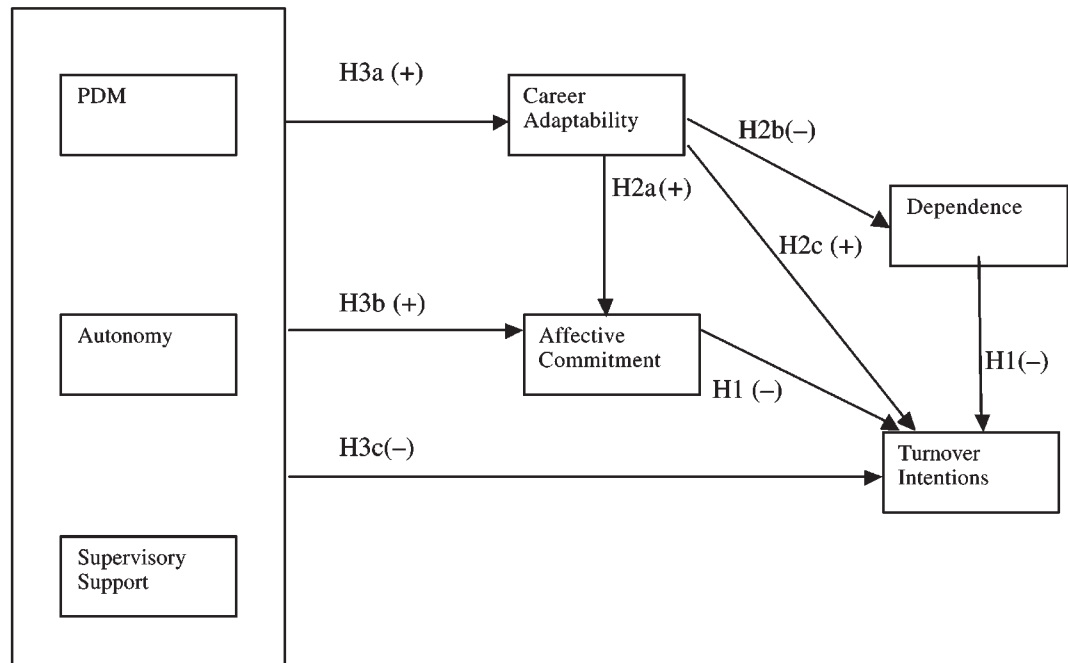 H3a (+)
PDM
Career
Adaptability
H2b(–)
H2a(+)
Dependence
H2c (+)
H3b (+)
Autonomy
Affective
Commitment
H1(–)
H1 (–)
H3c(–)
Turnover
Intentions
Supervisory
Support